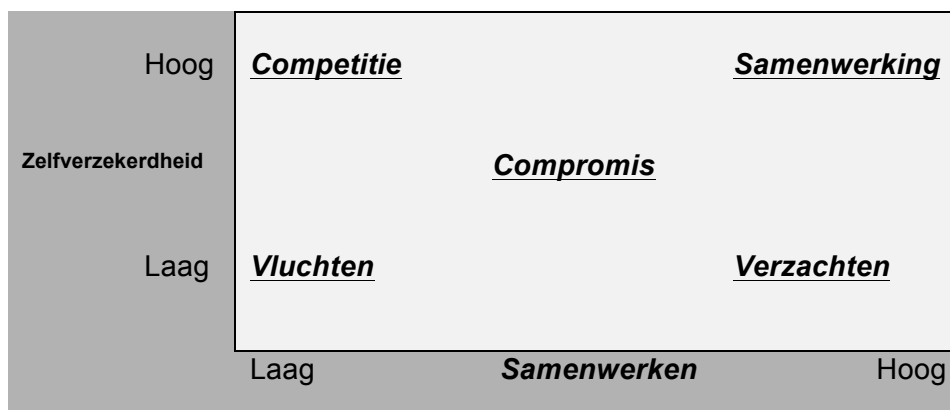 Hoog Competitie Samenwerking
Zelfverzekerdheid Compromis
Laag Vluchten Verzachten
Laag Samenwerken Hoog